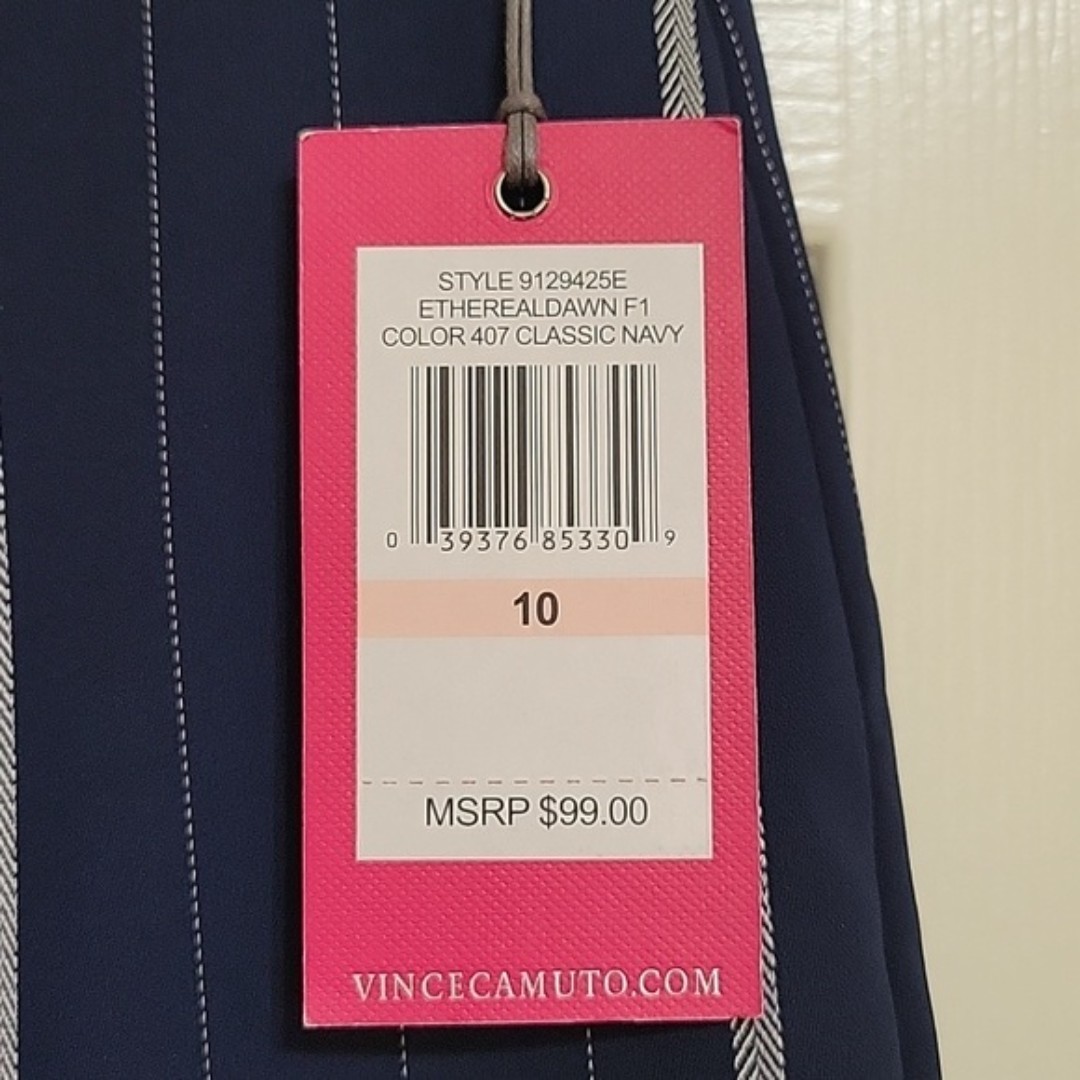 STYLE 9129425E
ETHEREALDAWN F1
COLOR 407 CLASSIC NAVY
0 39376 85330 9
10
MSRP $99.00
VINCECAMUTO.COM